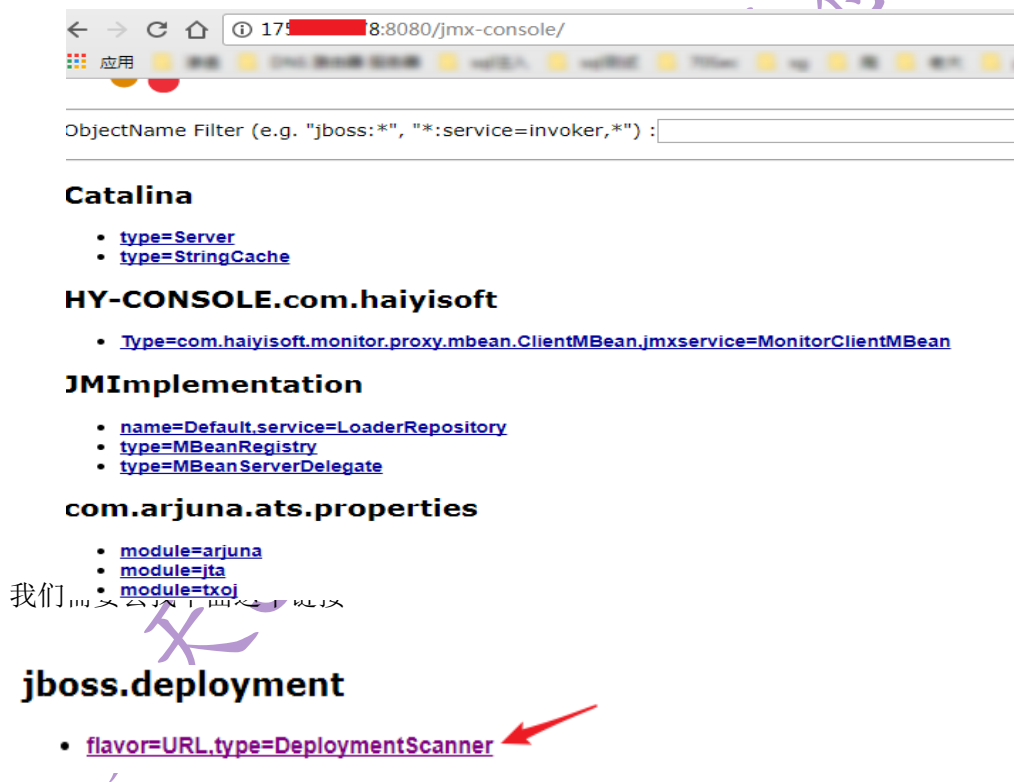 17 8:8080/jmx-console/
应用
ObjectName Filter (e.g. "jboss:*", "*:service=invoker,*") :
Catalina
type=Server
type=StringCache
HY-CONSOLE.com.haiyisoft
Type=com.haiyisoft.monitor.proxy.mbean.ClientMBean,jmxservice=MonitorClientMBean
JMImplementation
name=Default,service=LoaderRepository
type=MBeanRegistry
type=MBeanServerDelegate
com.arjuna.ats.properties
module=arjuna
module=jta
module=txoj
我们
jboss.deployment
flavor=URL,type=DeploymentScanner